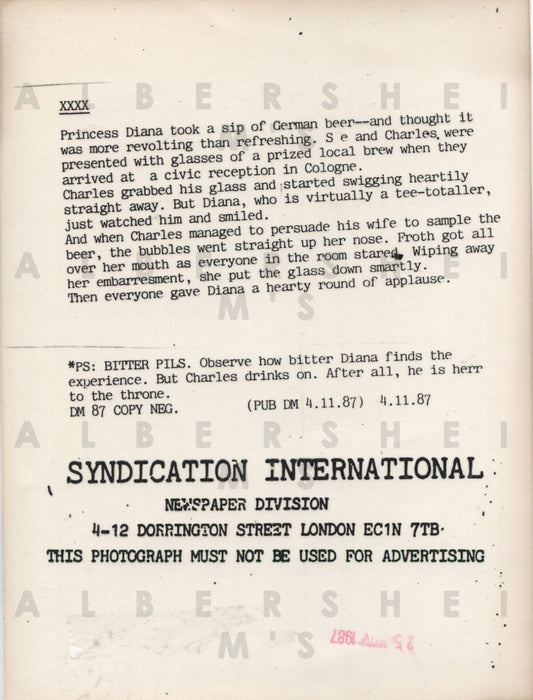 XXXX
Princess Diana took a sip of German beer--and thought it
was more revolting than refreshing. S e and Charles, were
presented with glasses of a prized local brew when they
arrived at a civic reception in Cologne.
Charles grabbed his glass and started swigging heartily
straight away. But Diana, who is virtually a tee-totaller,
just watched him and smiled.
And when Charles managed to persuade his wife to sample the
beer, the bubbles went straight up her nose. Froth got all
over her mouth as everyone in the room stared. Wiping away
her embarresment, she put the glass down smartly.
Then everyone gave Diana a hearty round of applause.
*PS: BITTER PILS. Observe how bitter Diana finds the
experience. But Charles drinks on. After all, he is herr
to the throne.
DM 87 COPY NEG. (PUB DM 4.11.87) 4.11.87
SYNDICATION INTERNATIONAL
NEWSPAPER DIVISION
4-12 DORRINGTON STREET LONDON EC1N 7TB.
THIS PHOTOGRAPH MUST NOT BE USED FOR ADVERTISING
25 NOV 1987
ALBERSHEIM'S
ALBERSHEIM'S
ALBERSHEIM'S
ALBERSHEIM'S